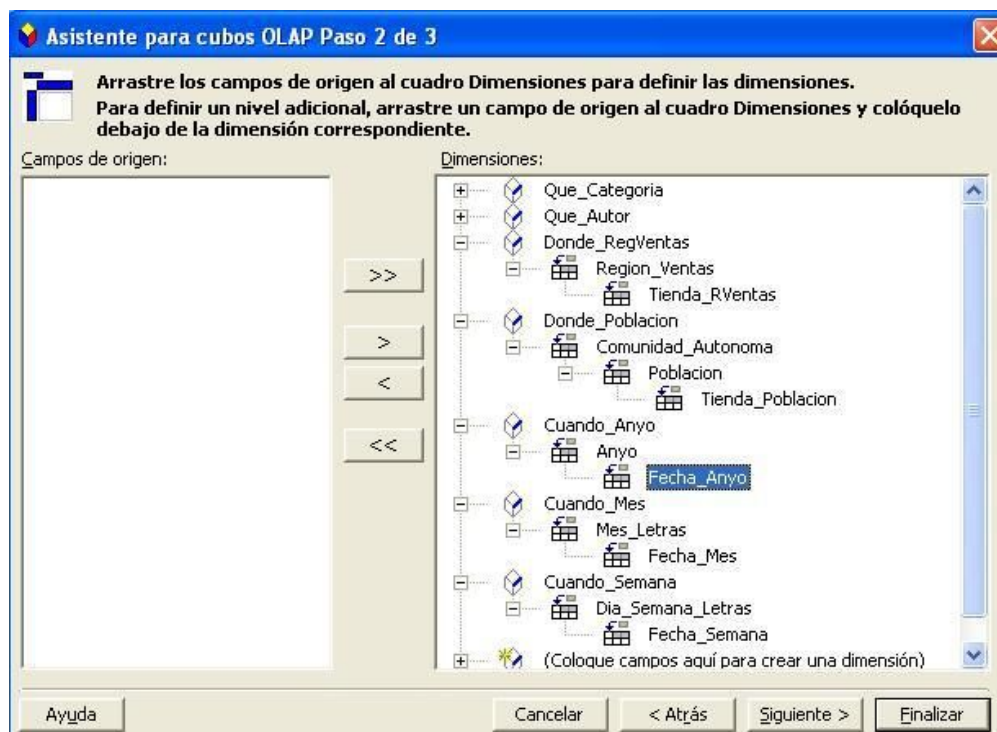 Asistente para cubos OLAP Paso 2 de 3
Arrastre los campos de origen al cuadro Dimensiones para definir las dimensiones.
Para definir un nivel adicional, arrastre un campo de origen al cuadro Dimensiones y colóquelo
debajo de la dimensión correspondiente.
Campos de origen:
Dimensiones:
Que_Categoria
Que_Autor
Donde_RegVentas
Region_Ventas
Tienda_RVentas
Donde_Poblacion
Comunidad_Autonoma
Poblacion
Tienda_Poblacion
Cuando_Anyo
Anyo
Fecha_Anyo
Cuando_Mes
Mes_Letras
Fecha_Mes
Cuando_Semana
Dia_Semana_Letras
Fecha_Semana
(Coloque campos aquí para crear una dimensión)
>>
>
<
<<
Ayuda
Cancelar
< Atrás
Siguiente >
Finalizar